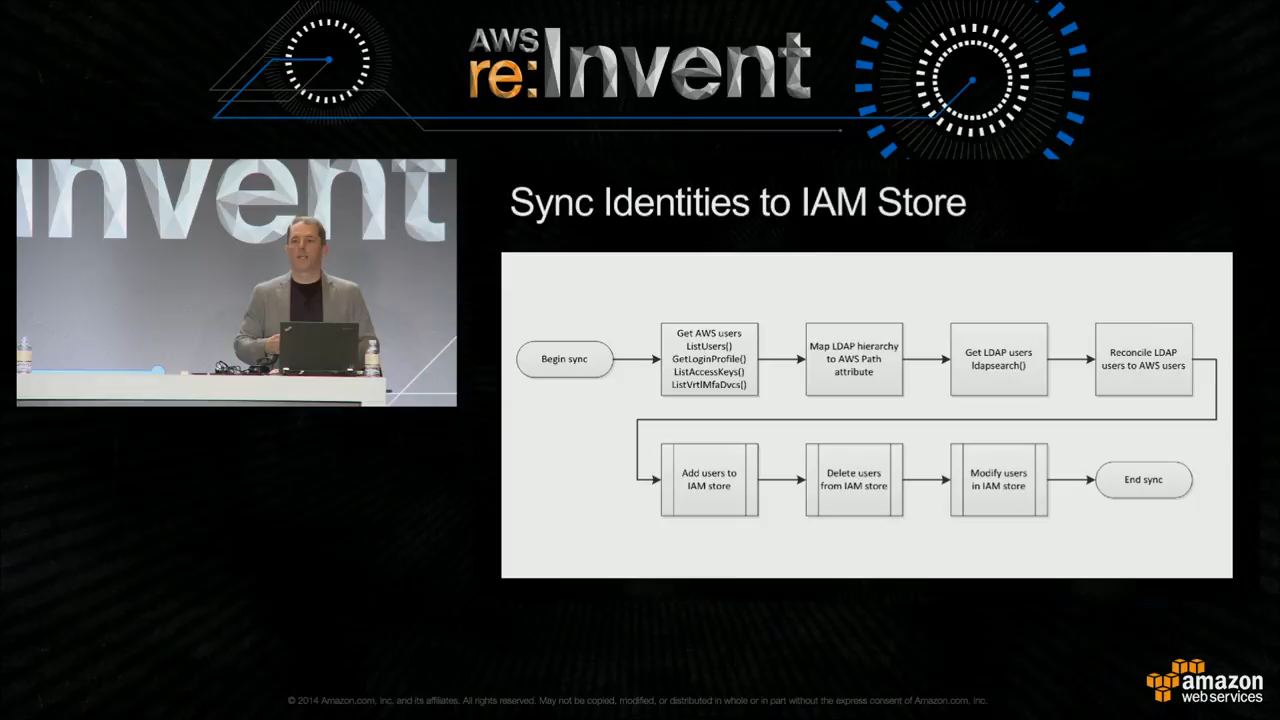 AWS
re:Invent
invent
Sync Identities to IAM Store
Begin sync
Get AWS users
ListUsers()
GetLoginProfile()
ListAccessKeys()
ListVrtlMfaDvcs()
Map LDAP hierarchy
to AWS Path
attribute
Get LDAP users
ldapsearch()
Reconcile LDAP
users to AWS users
Add users to
IAM store
Delete users
from IAM store
Modify users
in IAM store
End sync
© 2014 Amazon.com, Inc, and its affiliates. All rights reserved. May not be copied, modified, or distributed in whole or in part without the express consent of Amazon.com, Inc.
amazon
web services